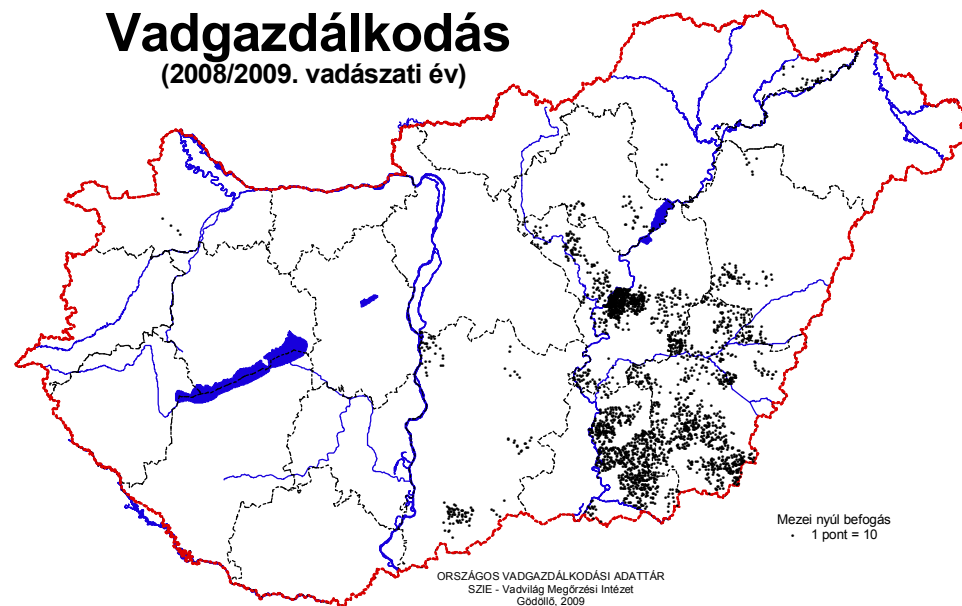 Vadgazdálkodás
(2008/2009. vadászati év)
Mezei nyúl befogás
1 pont = 10
ORSZÁGOS VADGAZDÁLKODÁSI ADATTÁR
SZIE - Vadvilág Megőrzési Intézet
Gödöllő, 2009